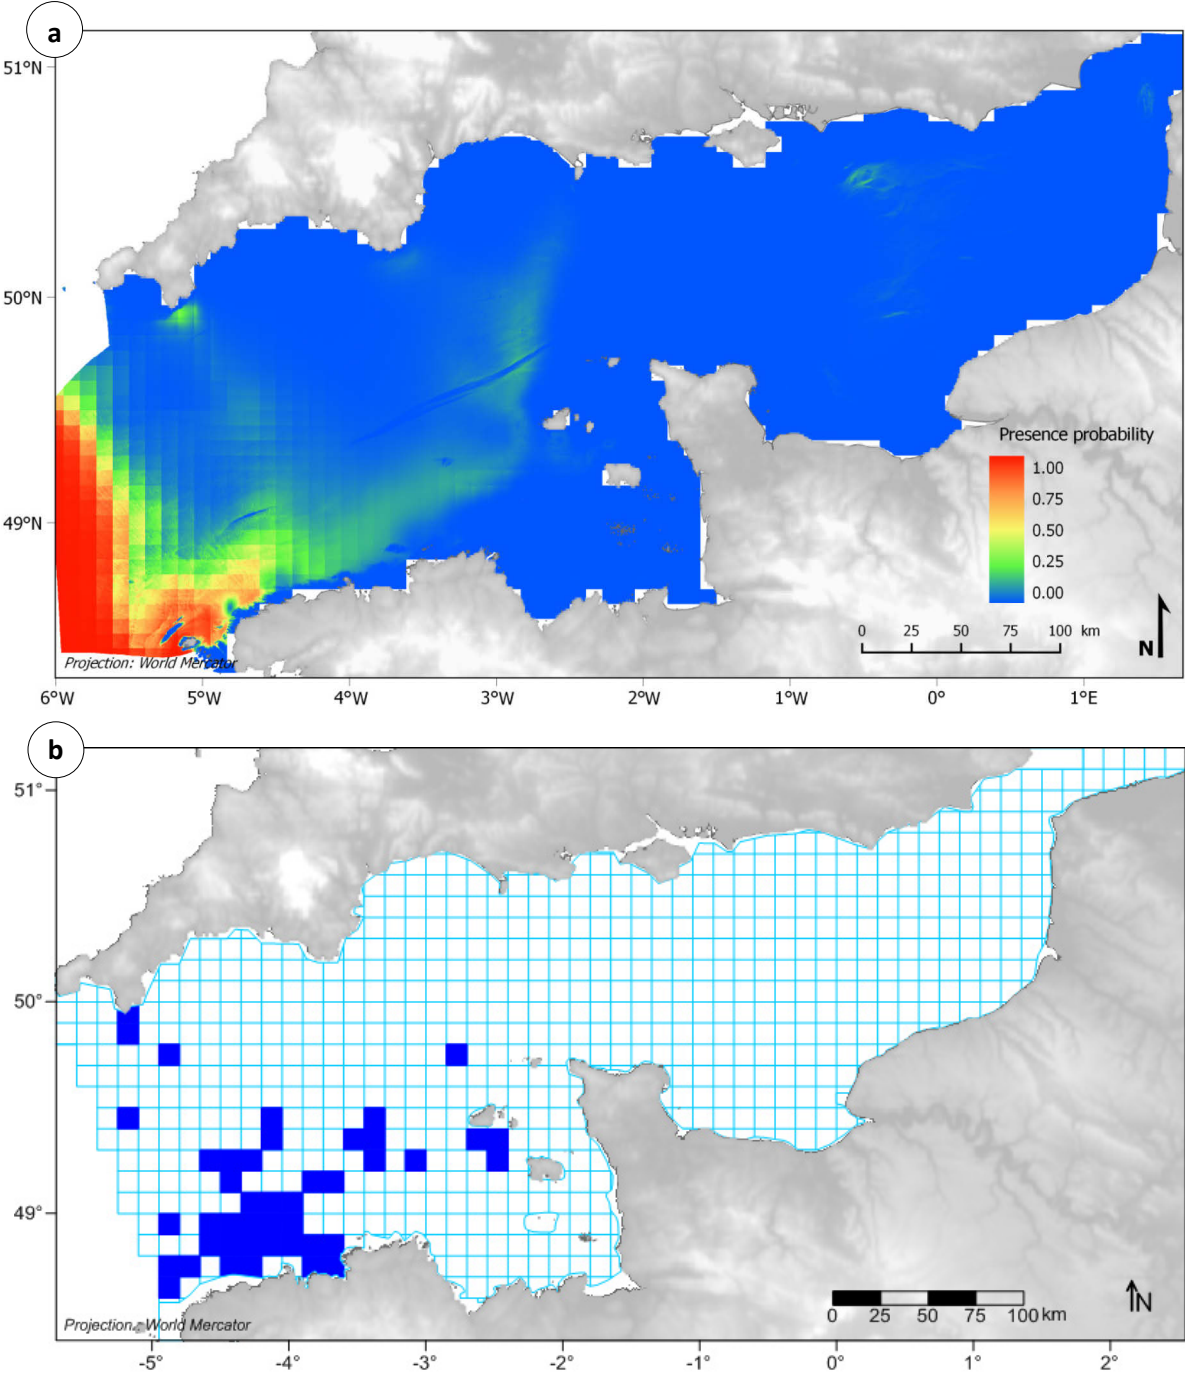 a
51°N
50°N
49°N
Presence probability
1.00
0.75
0.50
0.25
0.00
0 25 50 75 100 km
N
Projection: World Mercator
6°W 5°W 4°W 3°W 2°W 1°W 0° 1°E
b
51°
50°
49°
N
0 25 50 75 100 km
Projection: World Mercator
-5° -4° -3° -2° -1° 0° 1° 2°